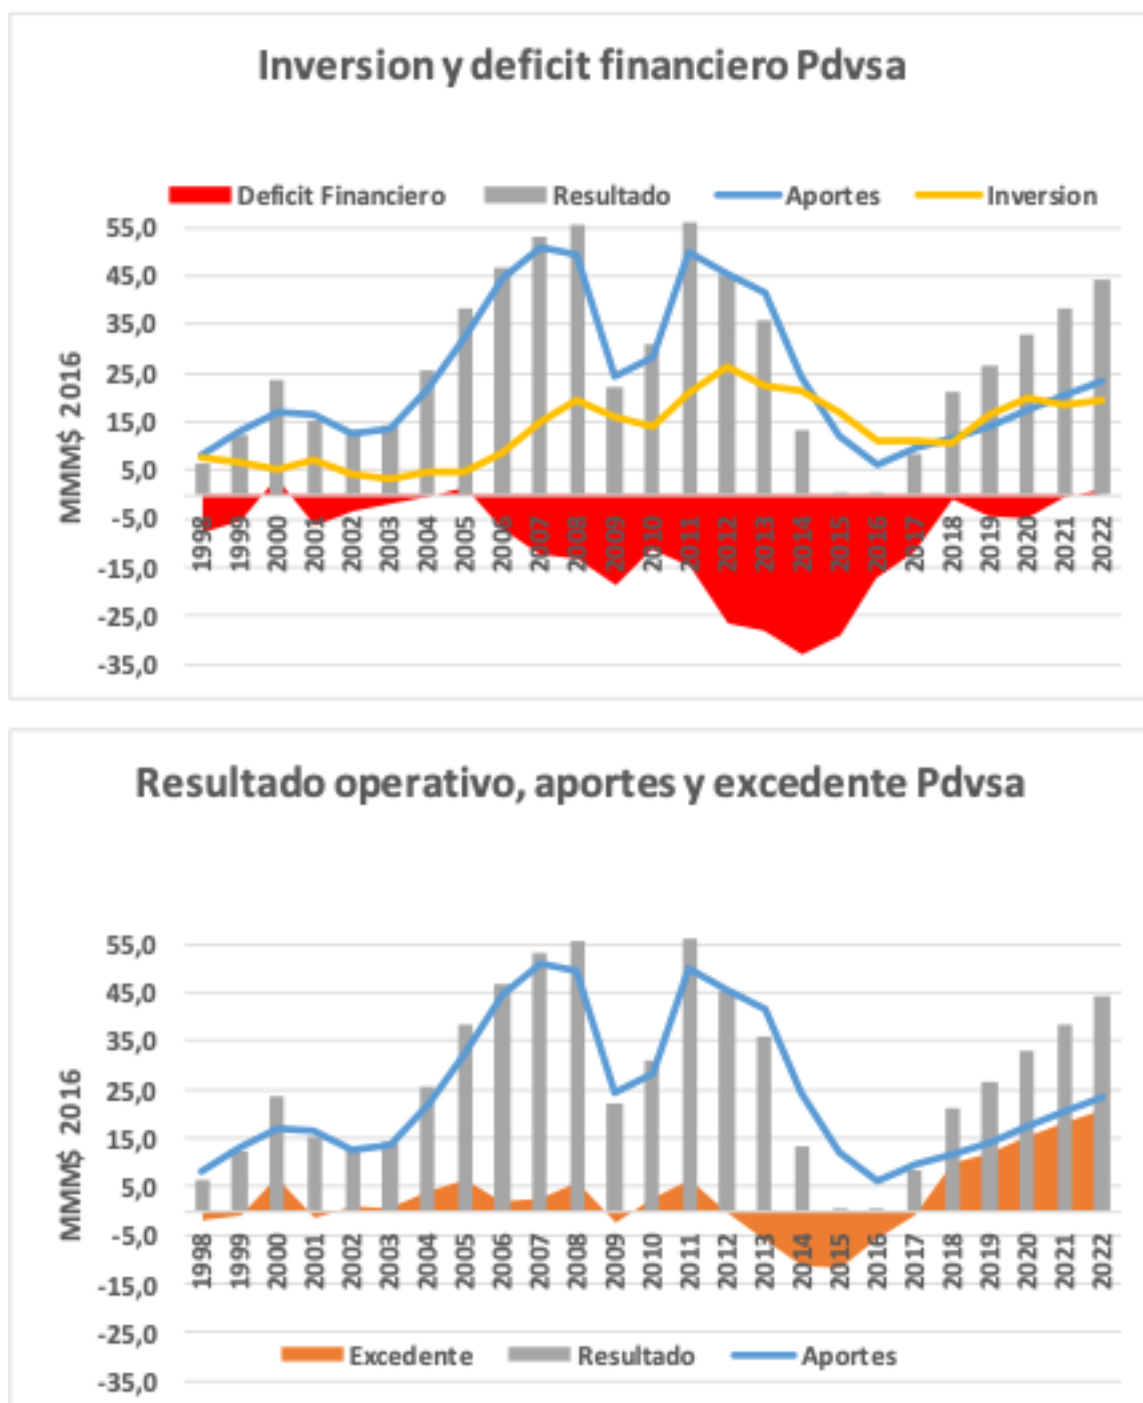 Inversion y deficit financiero Pdvsa
Deficit Financiero Resultado Aportes Inversion
MMM$ 2016
55,0
45,0
35,0
25,0
15,0
5,0
-5,0
-15,0
-25,0
-35,0
1998 1999 2000 2001 2002 2003 2004 2005 2006 2007 2008 2009 2010 2011 2012 2013 2014 2015 2016 2017 2018 2019 2020 2021 2022
Resultado operativo, aportes y excedente Pdvsa
MMM$ 2016
55,0
45,0
35,0
25,0
15,0
5,0
-5,0
-15,0
-25,0
-35,0
1998 1999 2000 2001 2002 2003 2004 2005 2006 2007 2008 2009 2010 2011 2012 2013 2014 2015 2016 2017 2018 2019 2020 2021 2022
Excedente Resultado Aportes